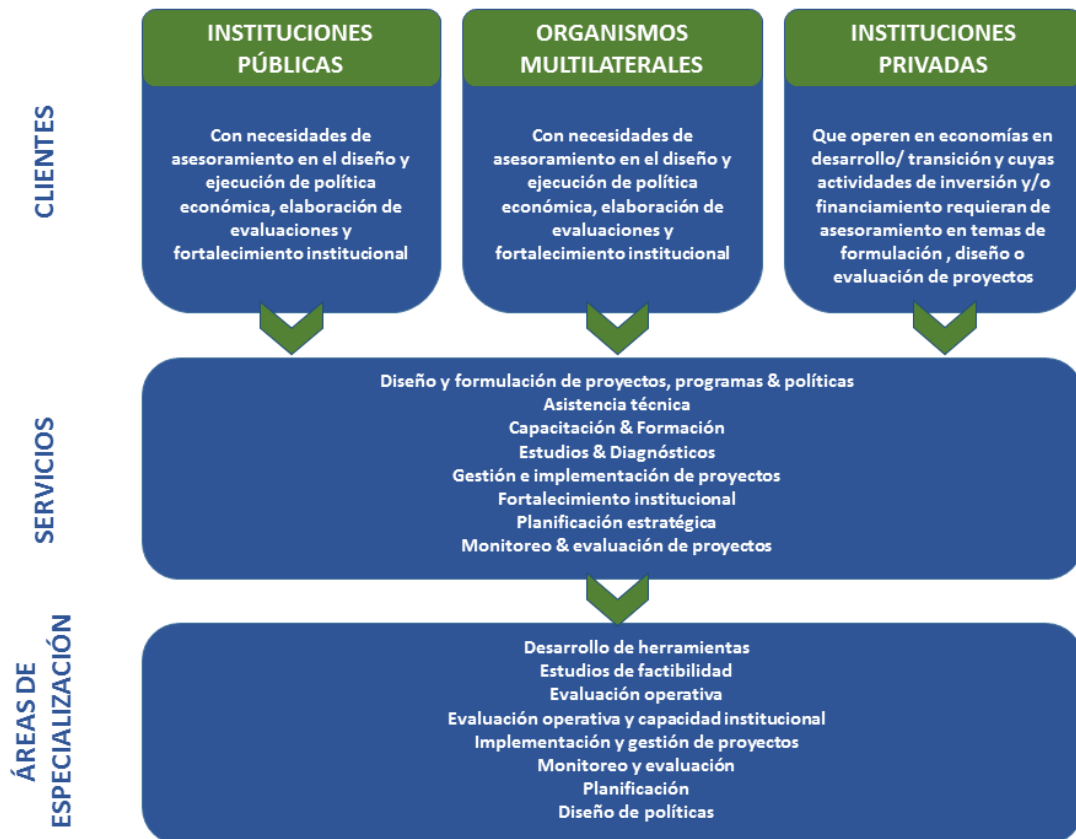 CLIENTES
INSTITUCIONES
PÚBLICAS
Con necesidades de
asesoramiento en el diseño y
ejecución de política
económica, elaboración de
evaluaciones y
fortalecimiento institucional
ORGANISMOS
MULTILATERALES
Con necesidades de
asesoramiento en el diseño y
ejecución de política
económica, elaboración de
evaluaciones y
fortalecimiento institucional
INSTITUCIONES
PRIVADAS
Que operen en economías en
desarrollo/ transición y cuyas
actividades de inversión y/o
financiamiento requieran de
asesoramiento en temas de
formulación , diseño o
evaluación de proyectos
SERVICIOS
Diseño y formulación de proyectos, programas & políticas
Asistencia técnica
Capacitación & Formación
Estudios & Diagnósticos
Gestión e implementación de proyectos
Fortalecimiento institucional
Planificación estratégica
Monitoreo & evaluación de proyectos
ÁREAS DE
ESPECIALIZACIÓN
Desarrollo de herramientas
Estudios de factibilidad
Evaluación operativa
Evaluación operativa y capacidad institucional
Implementación y gestión de proyectos
Monitoreo y evaluación
Planificación
Diseño de políticas